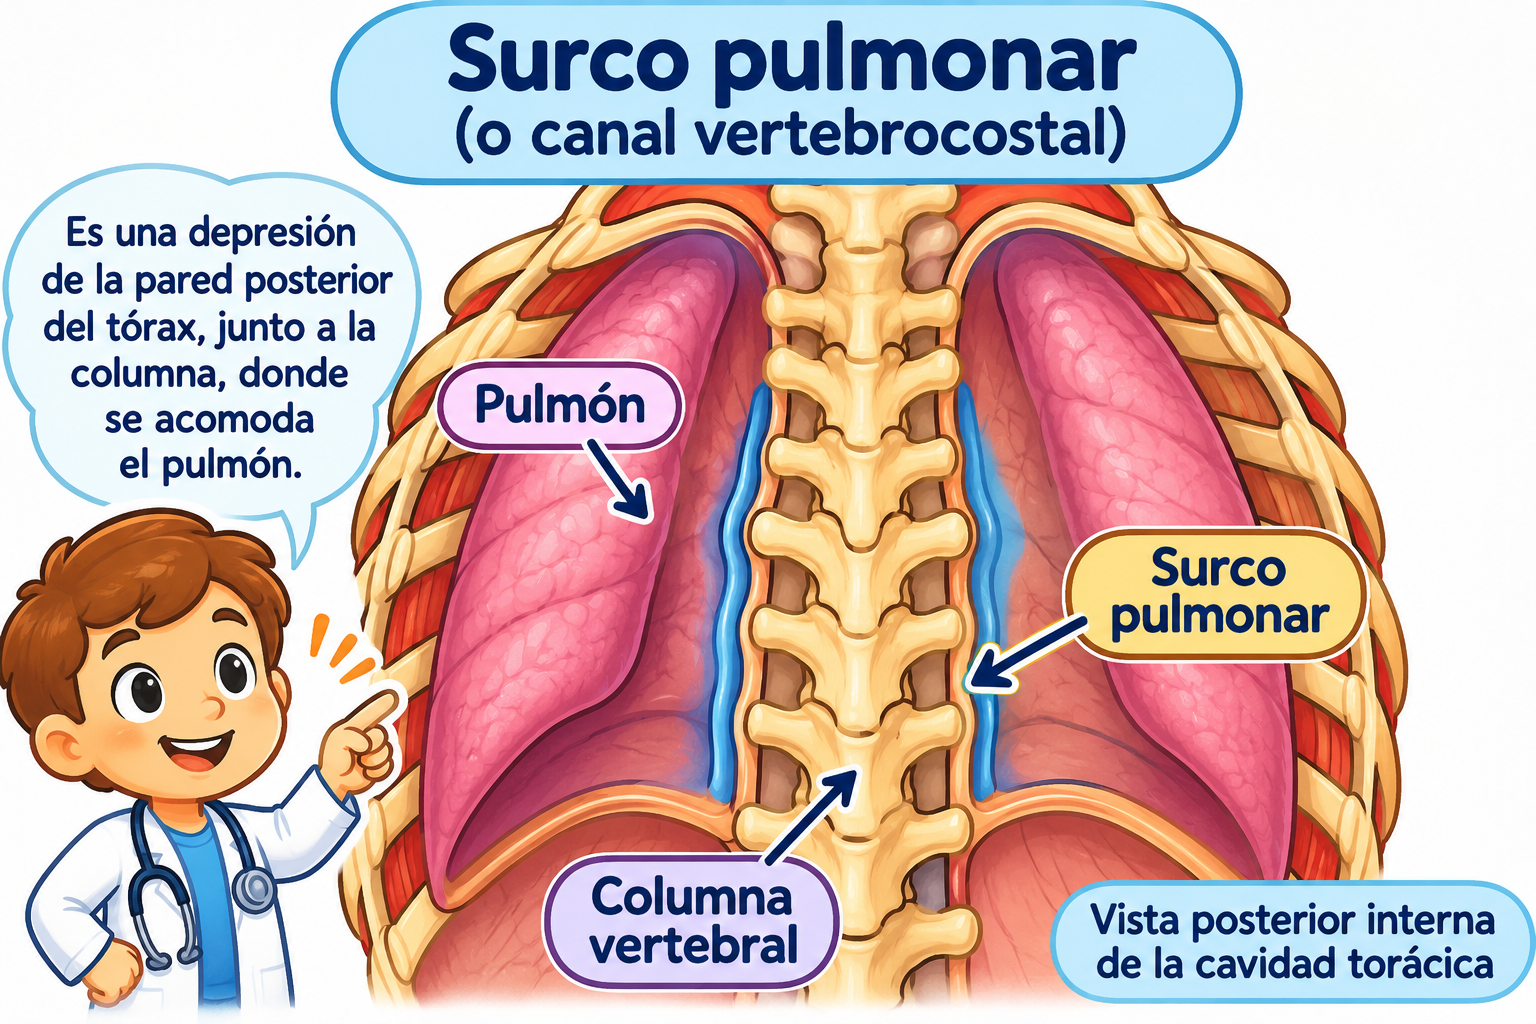 Surco pulmonar
(o canal vertebrocostal)
Es una depresión
de la pared posterior
del tórax, junto a la
columna, donde
se acomoda
el pulmón.
Pulmón
Surco
pulmonar
Columna
vertebral
Vista posterior interna
de la cavidad torácica